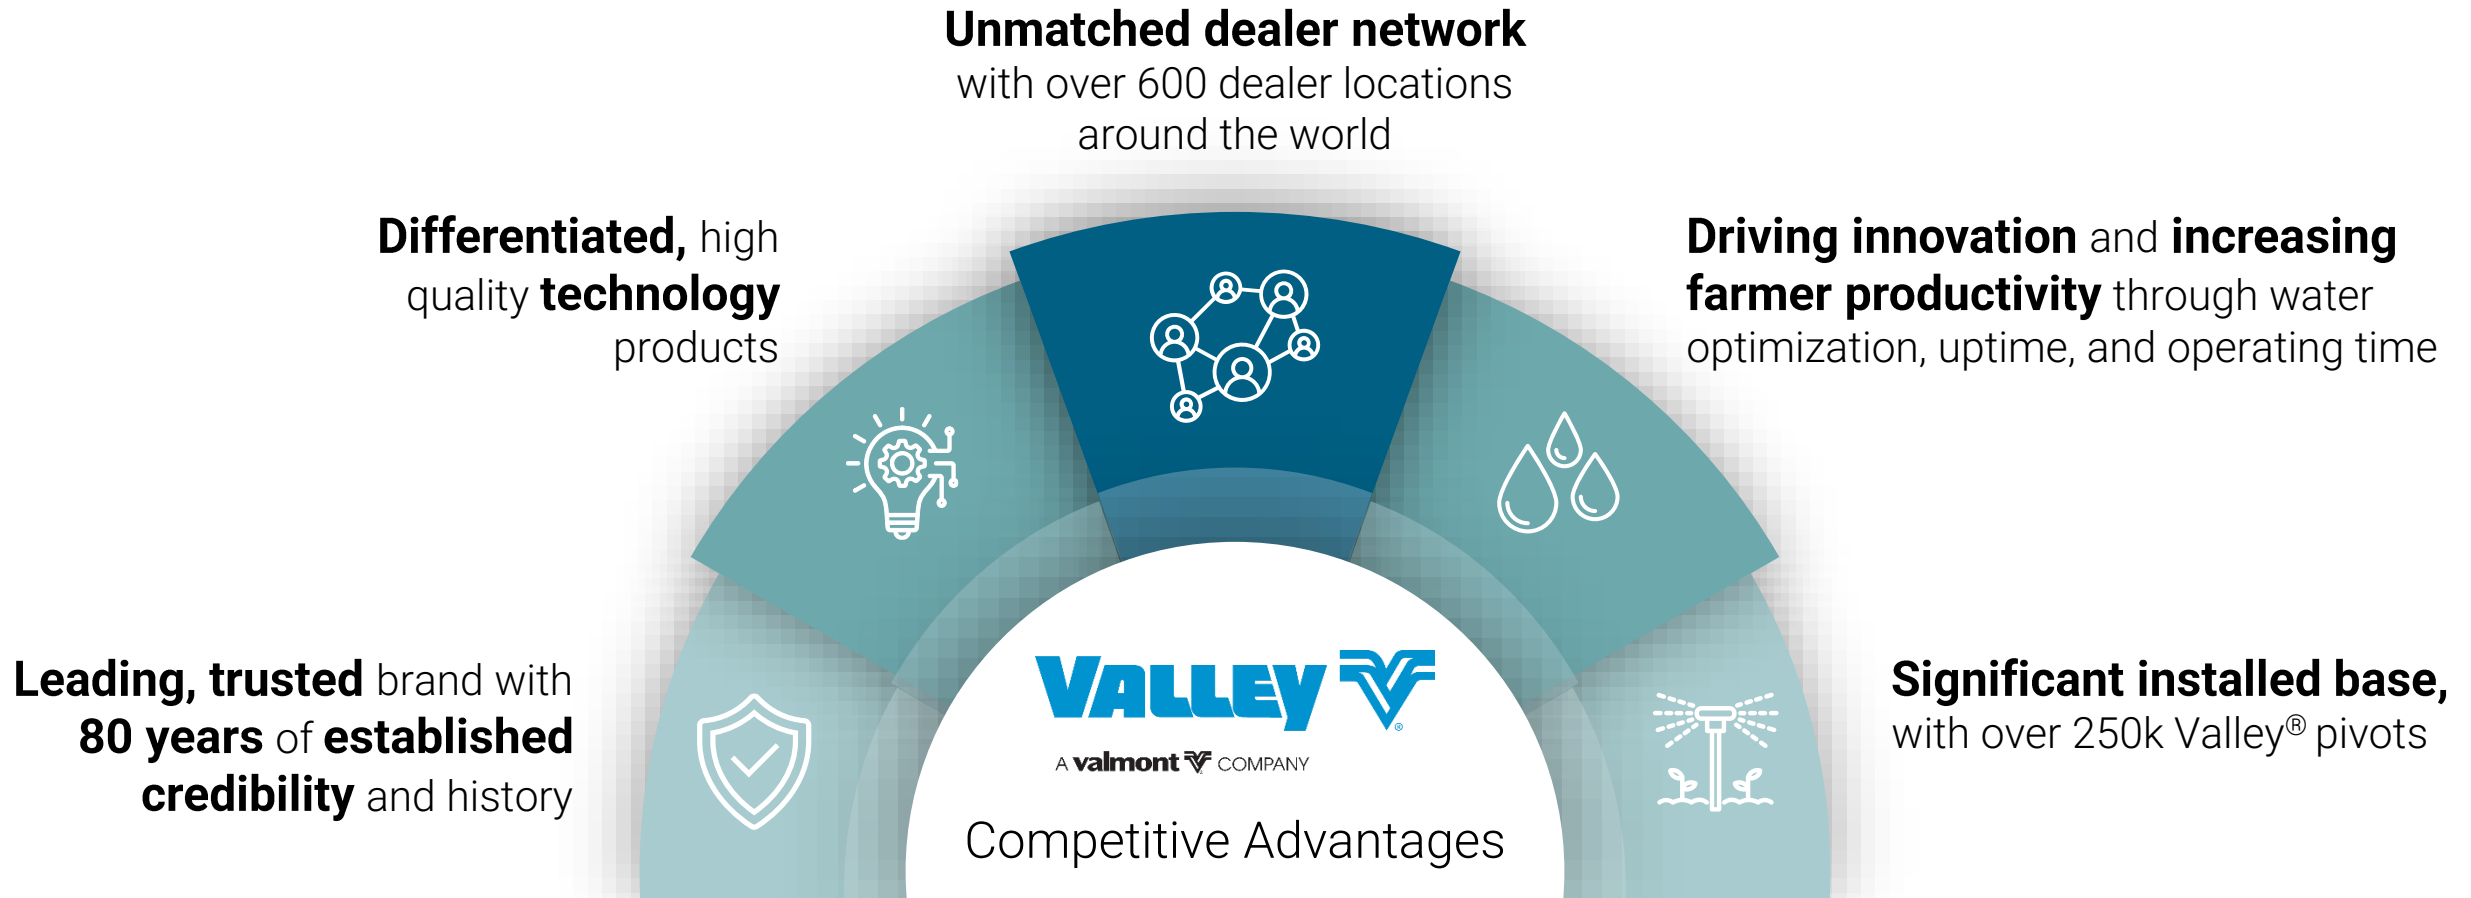 Unmatched dealer network
with over 600 dealer locations
around the world
Differentiated, high
quality technology
products
Driving innovation and increasing
farmer productivity through water
optimization, uptime, and operating time
Leading, trusted brand with
80 years of established
credibility and history
Significant installed base,
with over 250k Valley® pivots
VALLEY ®
A valmont COMPANY
Competitive Advantages